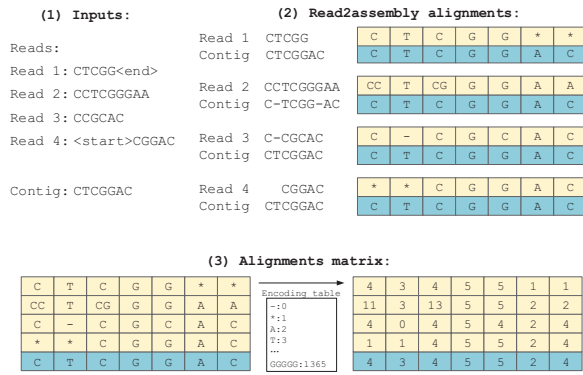 (1) Inputs:
Reads:
Read 1: CTCGG<end>
Read 2: CCTCGGGAA
Read 3: CCGCAC
Read 4: <start>CGGAC
Contig: CTCGGAC
(2) Read2assembly alignments:
Read 1 CTCGG
Contig CTCGGAC
C T C G G * *
C T C G G A C
Read 2 CCTCGGGAA
Contig C-TCGG-AC
CC T CG G G A A
C T C G G A C
Read 3 C-CGCAC
Contig CTCGGAC
C - C G C A C
C T C G G A C
Read 4 CGGAC
Contig CTCGGAC
* * C G G A C
C T C G G A C
(3) Alignments matrix:
C T C G G * *
CC T CG G G A A
C - C G C A C
* * C G G A C
C T C G G A C
Encoding table
-:0
*:1
A:2
T:3
…
GGGGG:1365
4 3 4 5 5 1 1
11 3 13 5 5 2 2
4 0 4 5 4 2 4
1 1 4 5 5 2 4
4 3 4 5 5 2 4